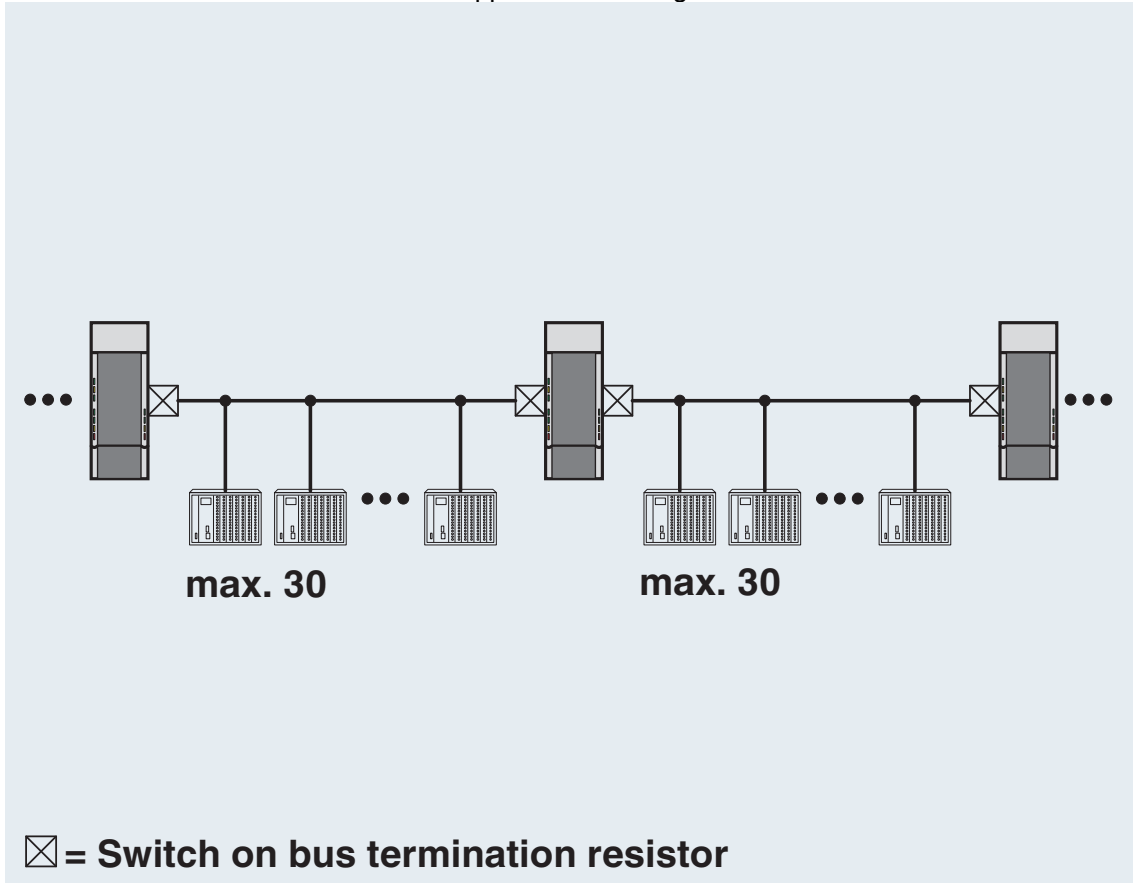 max. 30
max. 30
= Switch on bus termination resistor